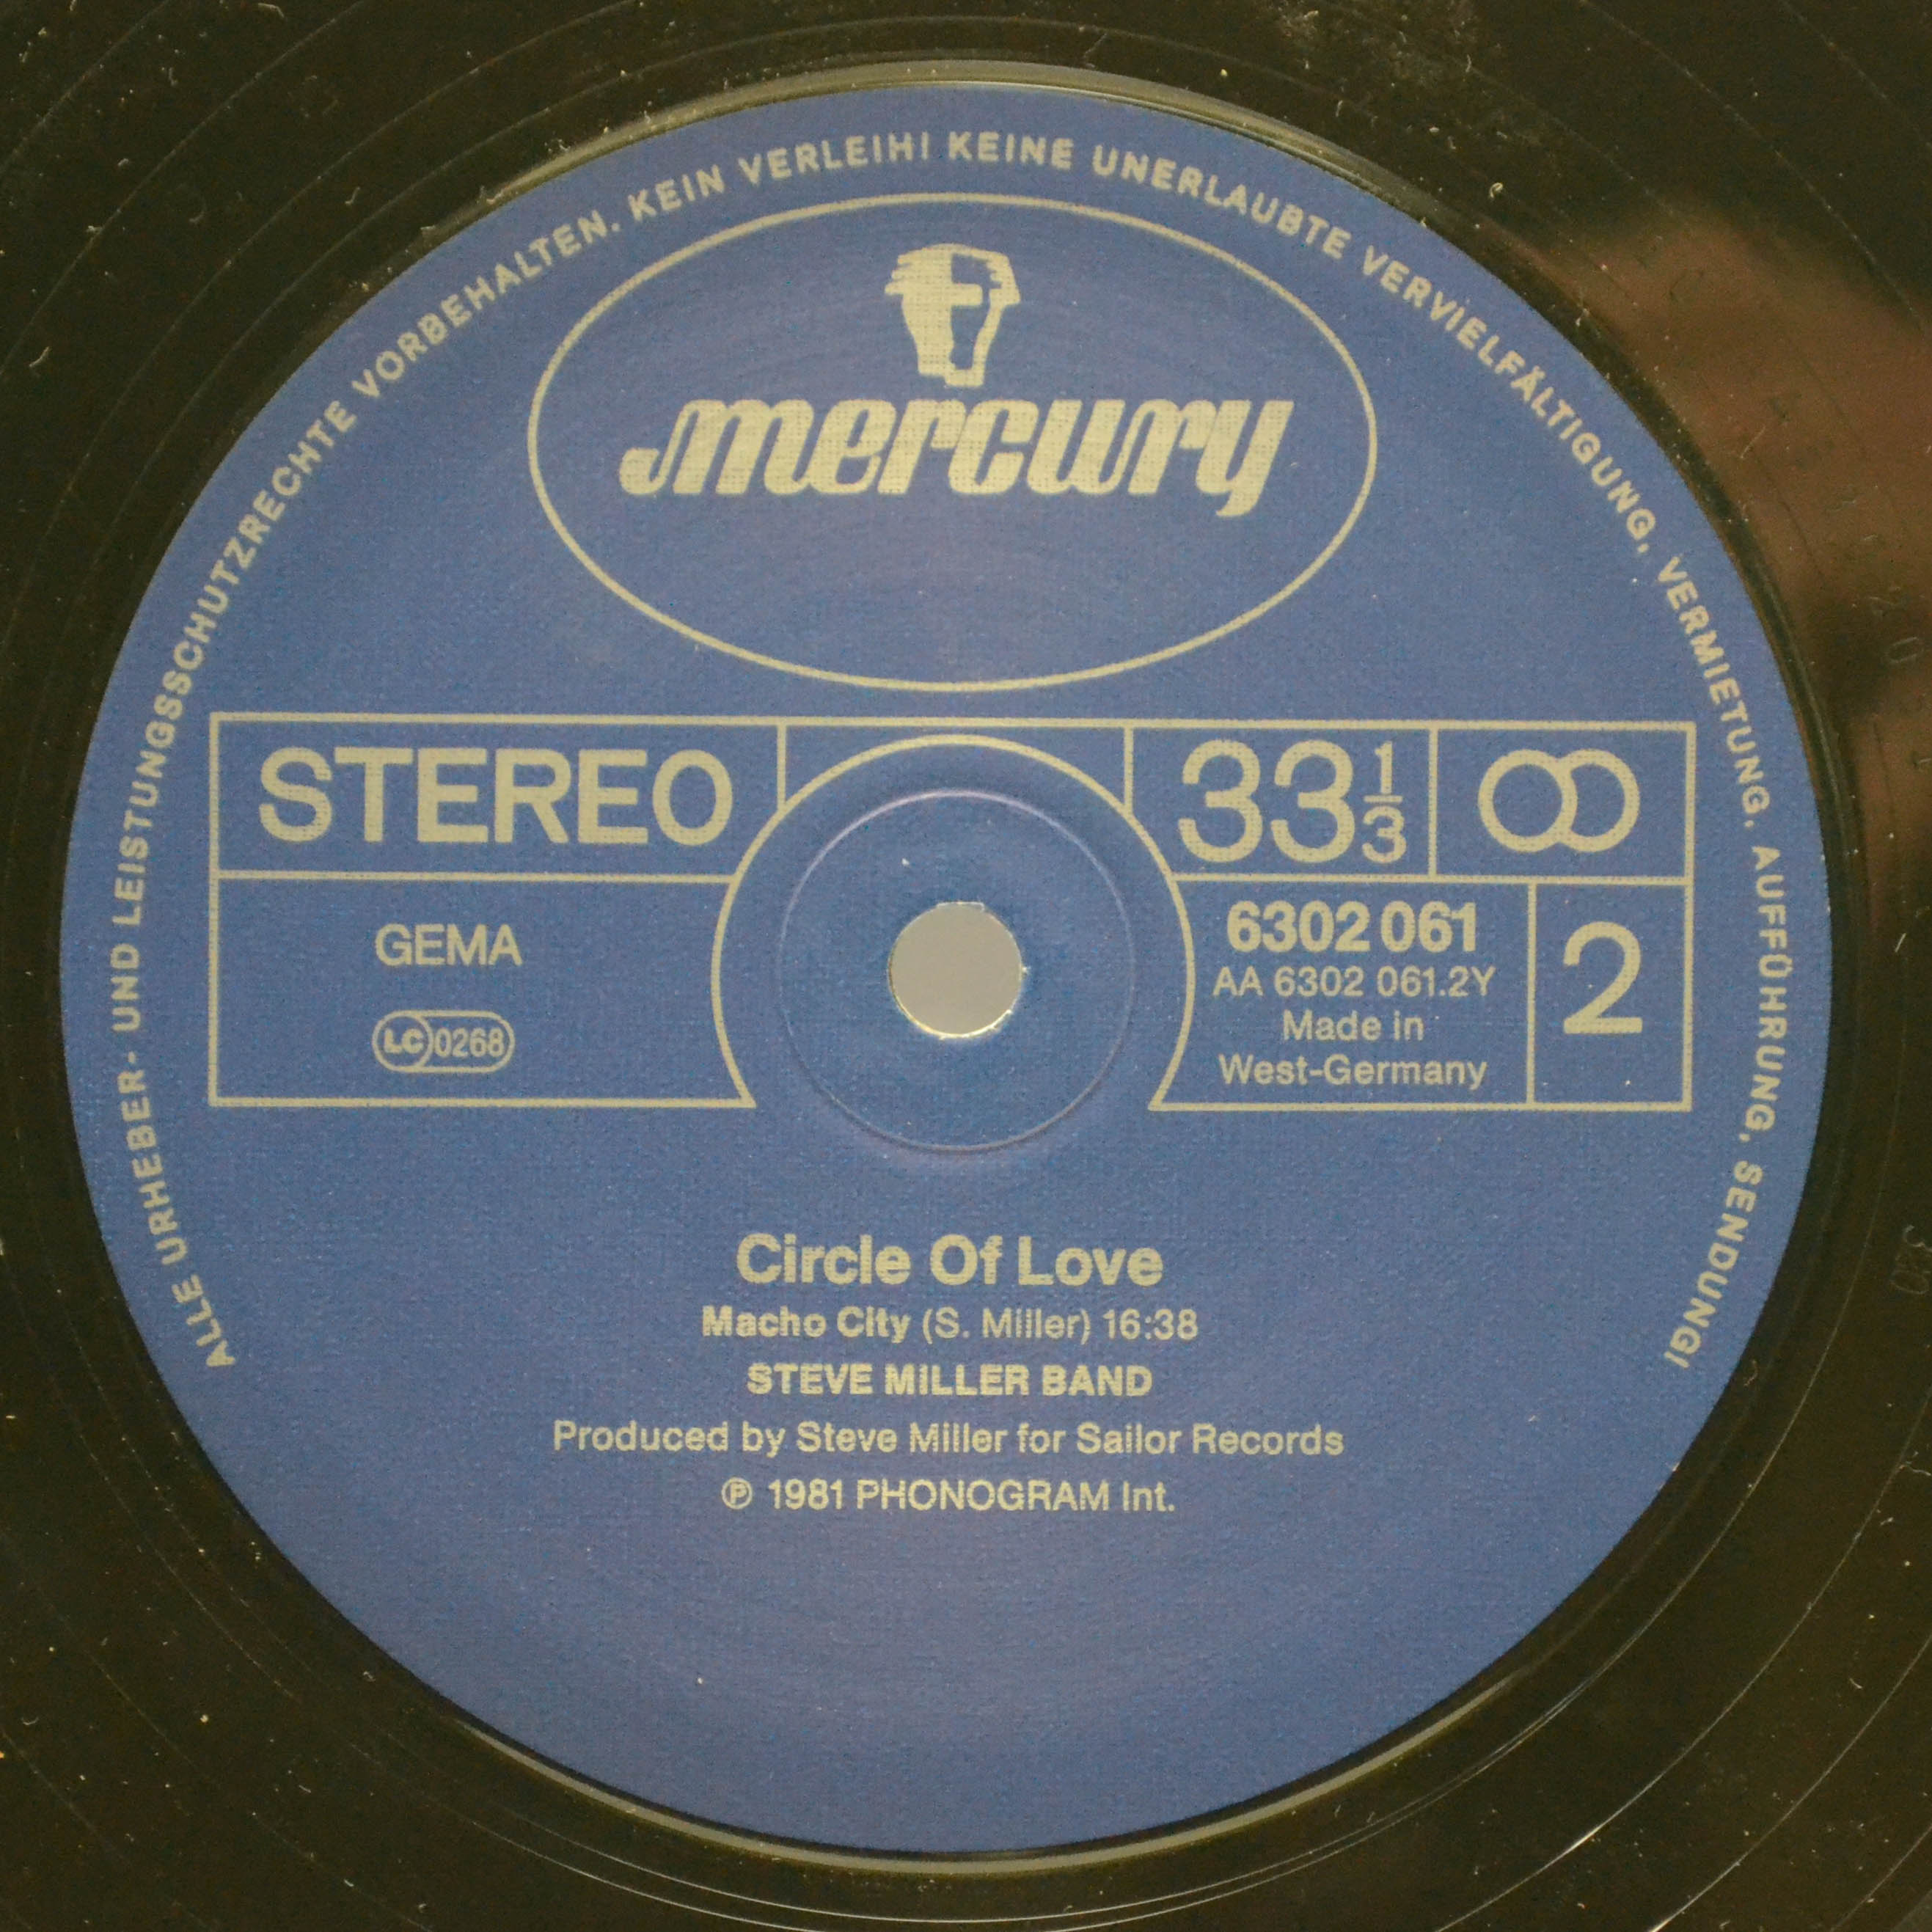 ALLE URHEBER- UND LEISTUNGSSCHUTZRECHTE VORBEHALTEN. KEIN VERLEIH! KEINE UNERLAUBTE VERVIELFÄLTIGUNG, VERMIETUNG, AUFFÜHRUNG, SENDUNG!
mercury
STEREO
33 1/3
GEMA
LC 0268
6302 061
AA 6302 061.2Y
Made in
West-Germany
2
Circle Of Love
Macho City (S. Miller) 16:38
STEVE MILLER BAND
Produced by Steve Miller for Sailor Records
℗ 1981 PHONOGRAM Int.